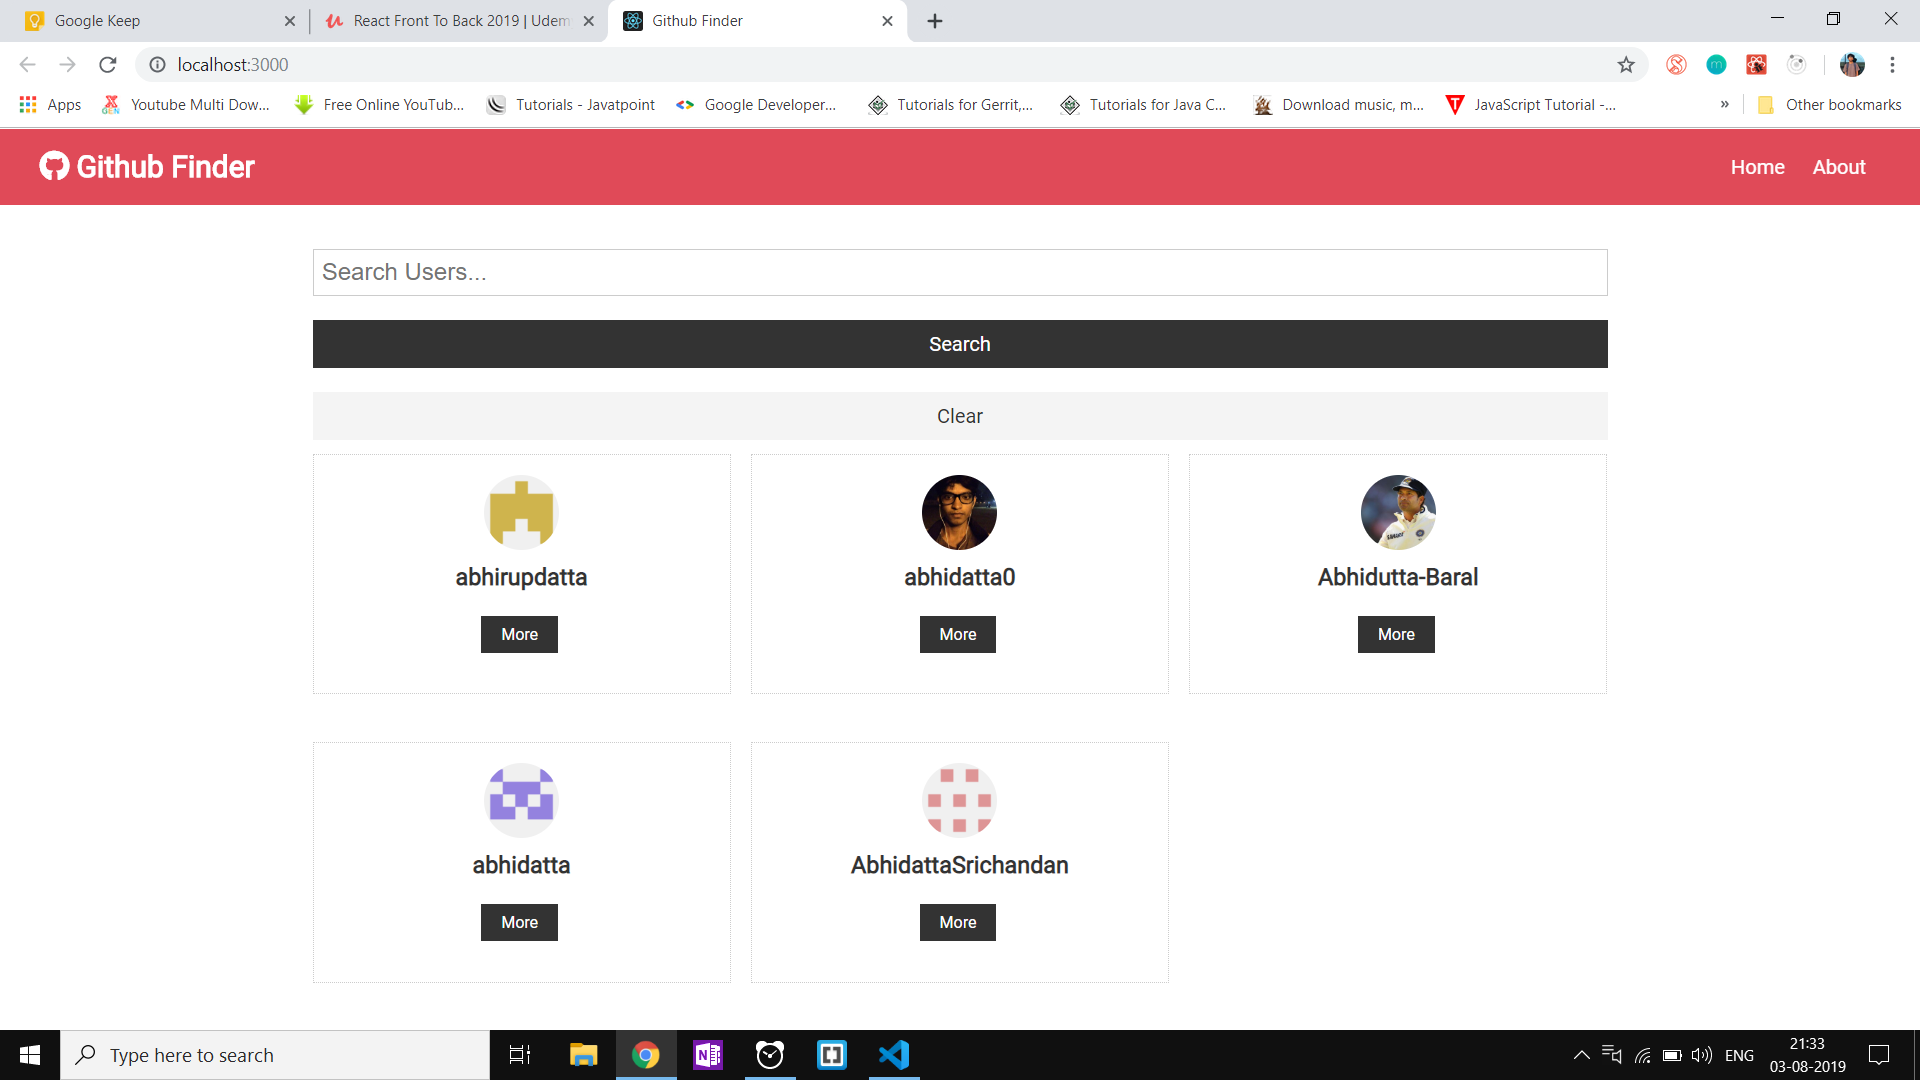 Google Keep
React Front To Back 2019 | Udem
Github Finder
localhost:3000
Apps
Youtube Multi Dow...
Free Online YouTub...
Tutorials - Javatpoint
Google Developer...
Tutorials for Gerrit,...
Tutorials for Java C...
Download music, m...
JavaScript Tutorial -...
»
Other bookmarks
Github Finder
Home
About
Search Users...
Search
Clear
abhirupdatta
abhidatta0
Abhidutta-Baral
More
More
More
abhidatta
AbhidattaSrichandan
More
More
Type here to search
ENG
21:33
03-08-2019